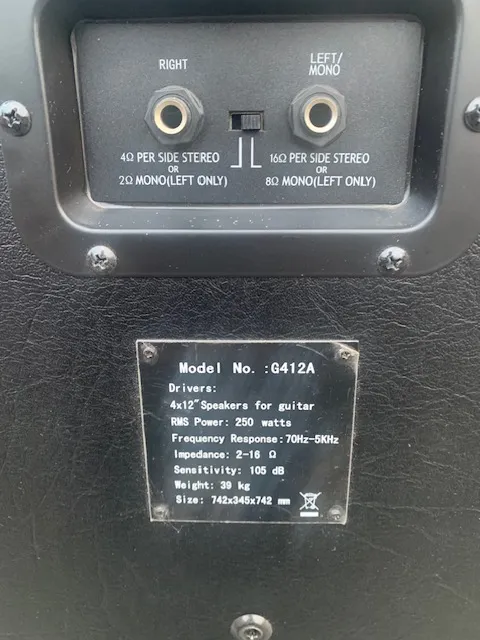 RIGHT
LEFT/
MONO
4Ω PER SIDE STEREO
OR
2Ω MONO(LEFT ONLY)
16Ω PER SIDE STEREO
OR
8Ω MONO(LEFT ONLY)
Model No. :G412A
Drivers:
4x12"Speakers for guitar
RMS Power: 250 watts
Frequency Response:70Hz-5KHz
Impedance: 2-16 Ω
Sensitivity: 105 dB
Weight: 39 kg
Size: 742x345x742 mm